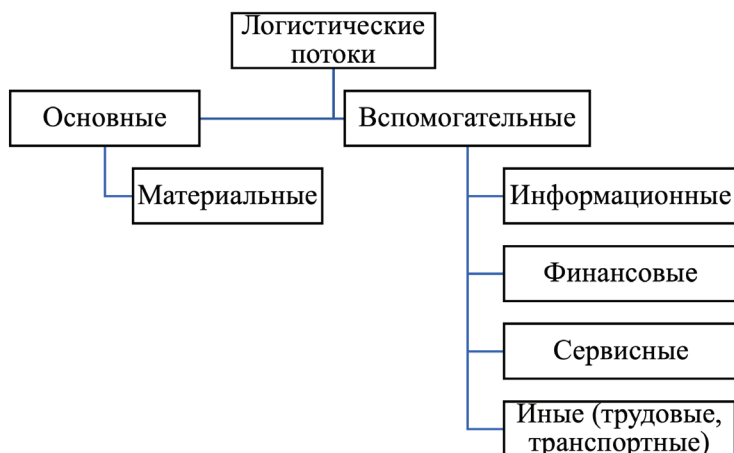 Логистические
потоки
Основные
Вспомогательные
Материальные
Информационные
Финансовые
Сервисные
Иные (трудовые,
транспортные)